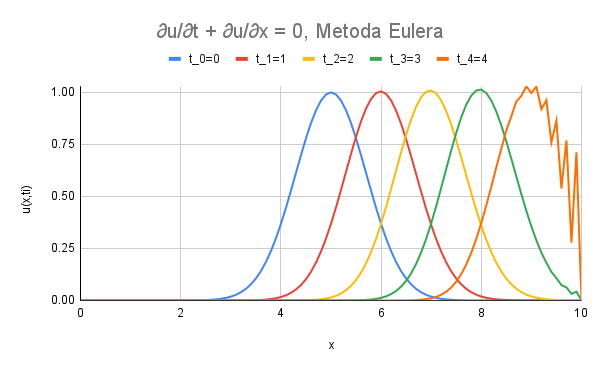 ∂u/∂t + ∂u/∂x = 0, Metoda Eulera
t_0=0 t_1=1 t_2=2 t_3=3 t_4=4
1.00
0.75
0.50
0.25
0.00
u(x,ti)
0 2 4 6 8 10
x